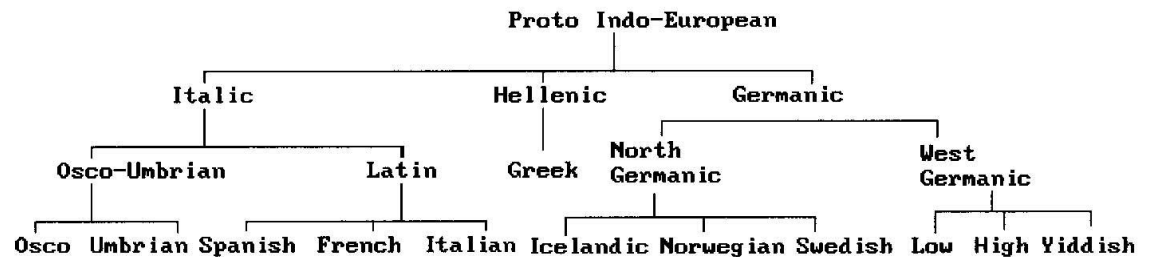 Proto Indo-European
Italic Hellenic Germanic
Osco-Umbrian Latin Greek North Germanic West Germanic
Osco Umbrian Spanish French Italian Icelandic Norwegian Swedish Low High Yiddish